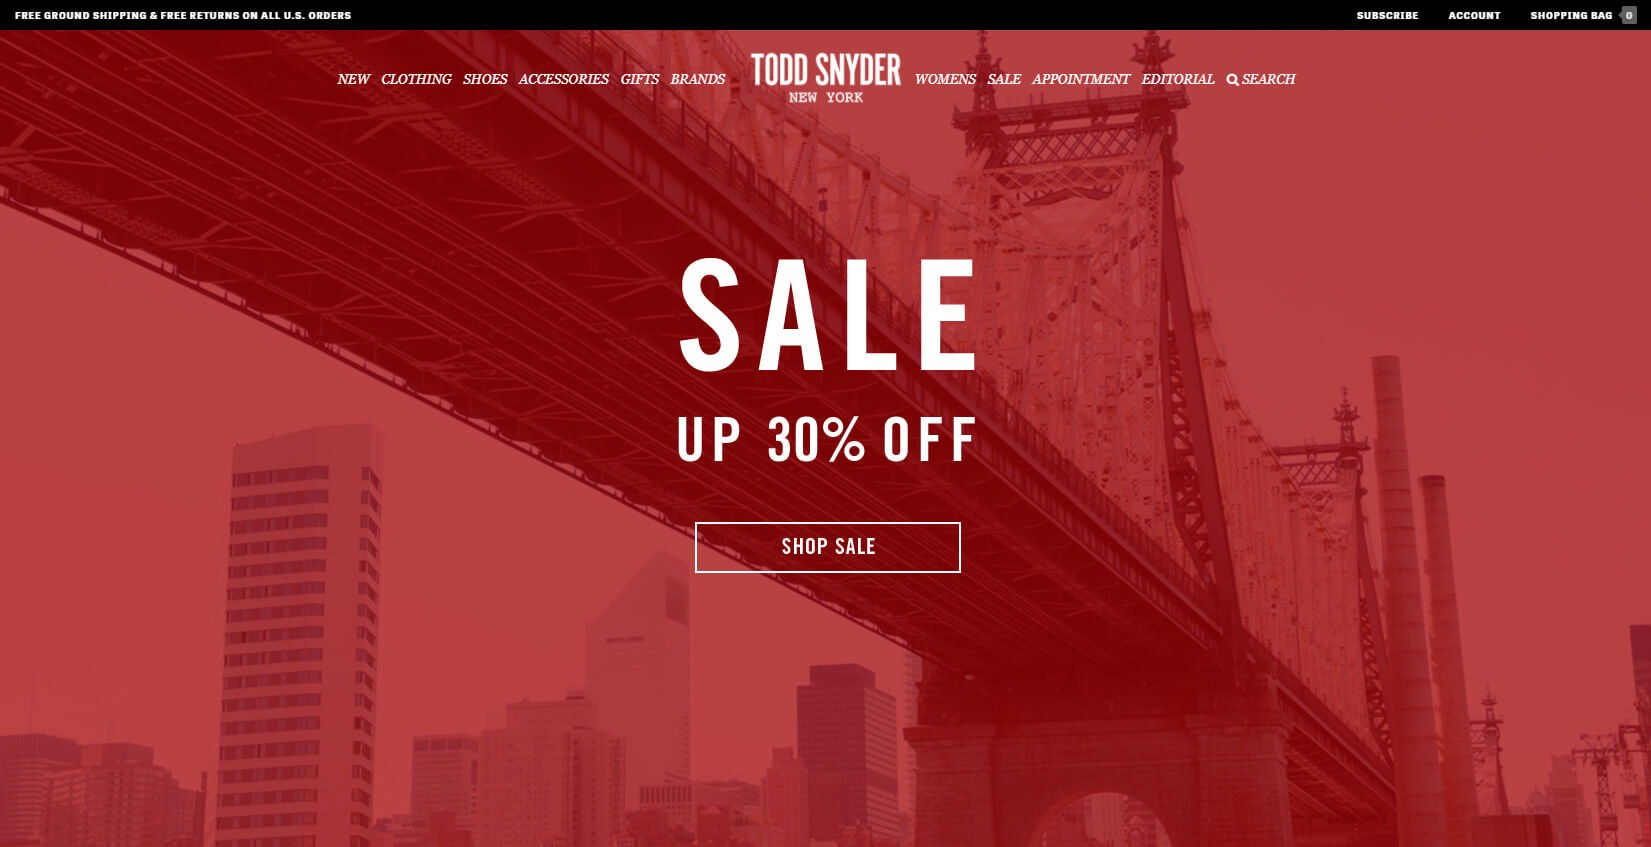 FREE GROUND SHIPPING & FREE RETURNS ON ALL U.S. ORDERS
SUBSCRIBE ACCOUNT SHOPPING BAG 0
NEW CLOTHING SHOES ACCESSORIES GIFTS BRANDS
TODD SNYDER
NEW YORK
WOMENS SALE APPOINTMENT EDITORIAL SEARCH
SALE
UP 30% OFF
SHOP SALE